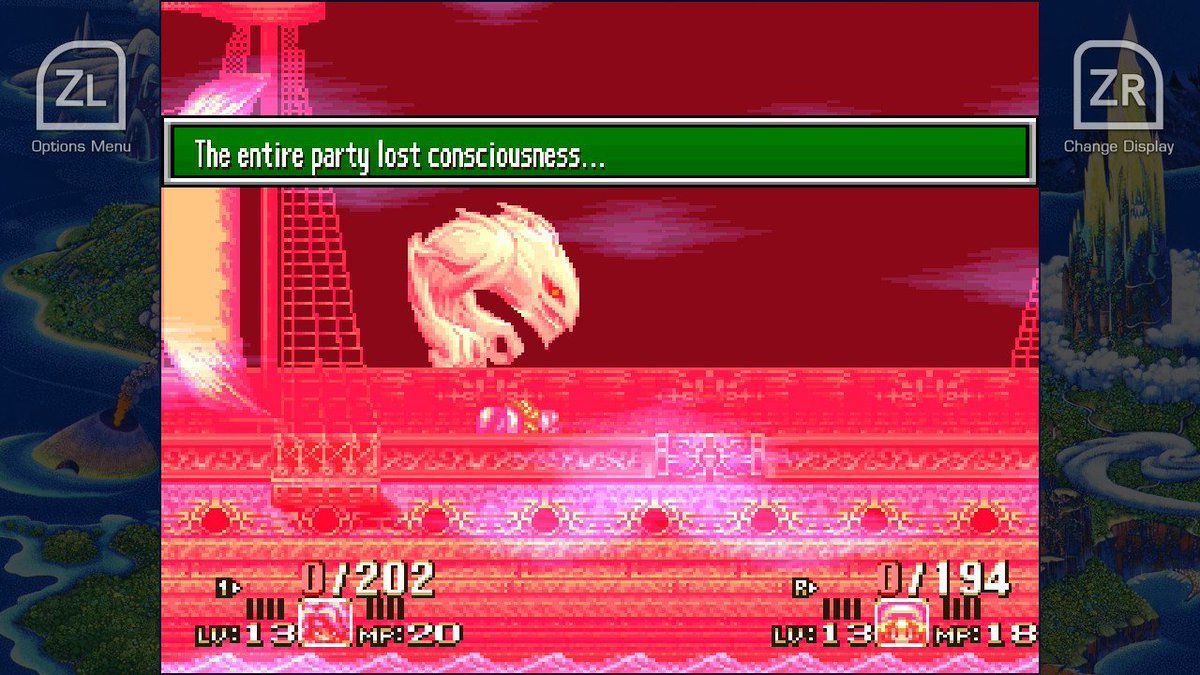 ZL
Options Menu
ZR
Change Display
The entire party lost consciousness...
1 0/202
LV:13 MP:20
R 0/194
LV:13 MP:18